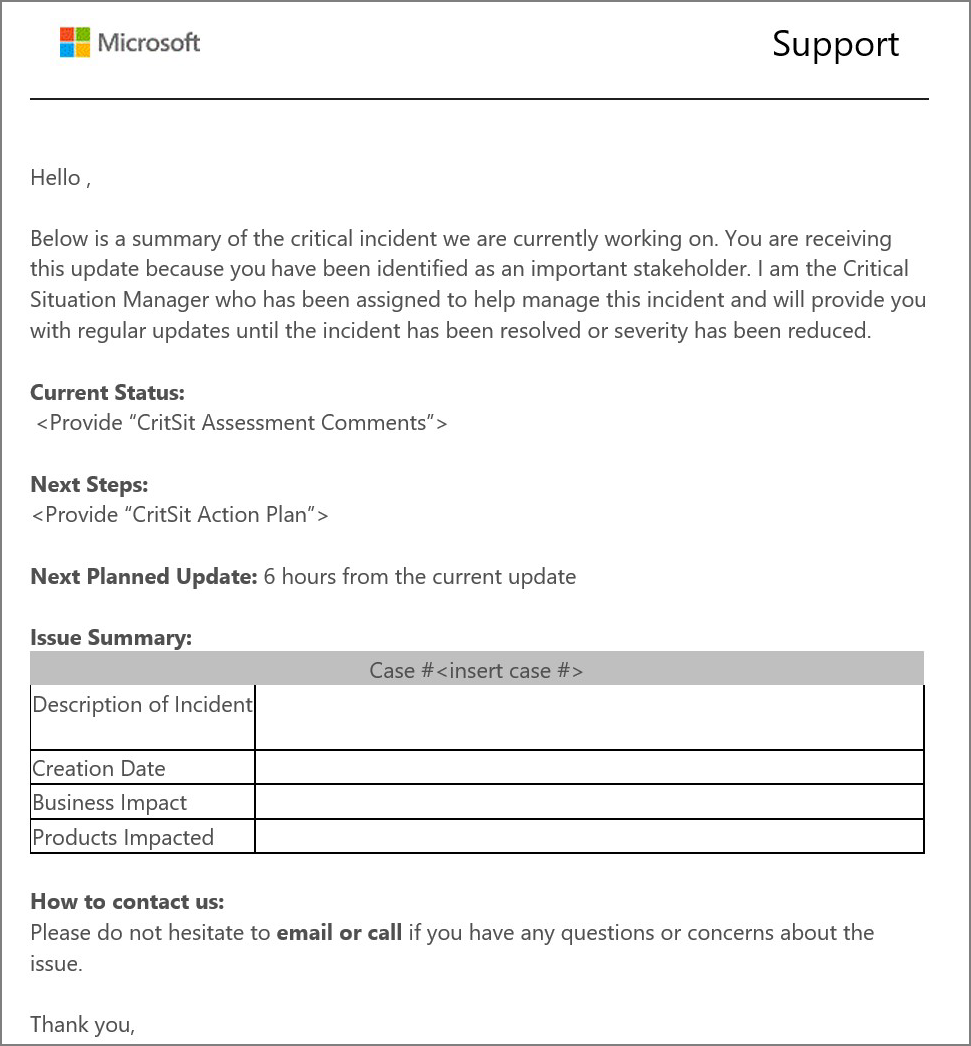 Microsoft
Support
Hello ,
Below is a summary of the critical incident we are currently working on. You are receiving
this update because you have been identified as an important stakeholder. I am the Critical
Situation Manager who has been assigned to help manage this incident and will provide you
with regular updates until the incident has been resolved or severity has been reduced.
Current Status:
<Provide “CritSit Assessment Comments”>
Next Steps:
<Provide “CritSit Action Plan”>
Next Planned Update: 6 hours from the current update
Issue Summary:
Case #<insert case #>
Description of Incident
Creation Date
Business Impact
Products Impacted
How to contact us:
Please do not hesitate to email or call if you have any questions or concerns about the
issue.
Thank you,